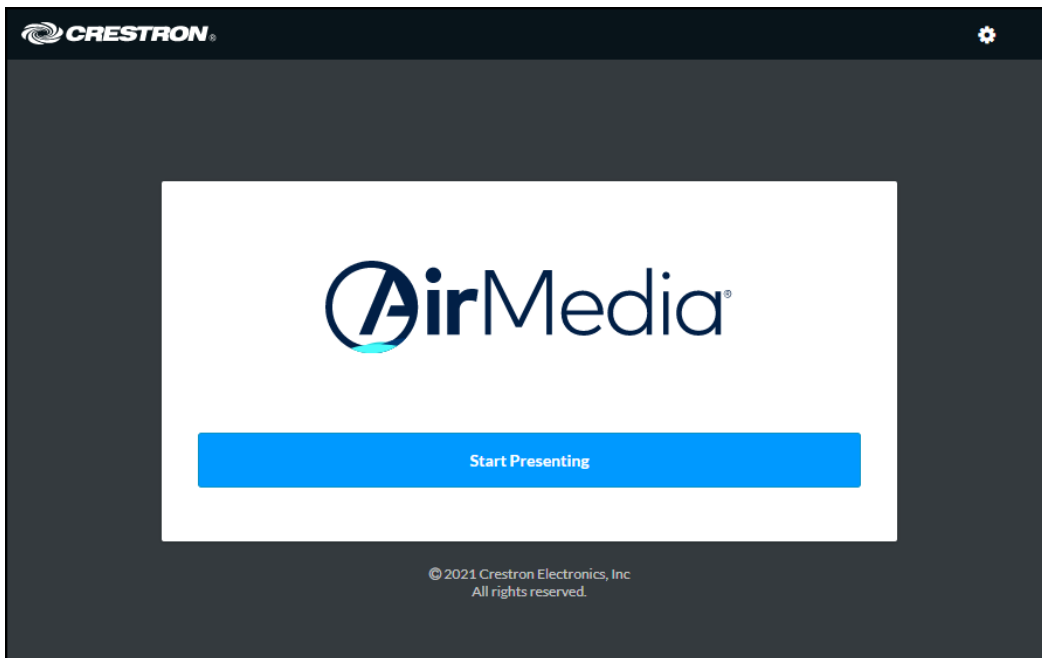 CRESTRON®
AirMedia®
Start Presenting
© 2021 Crestron Electronics, Inc
All rights reserved.